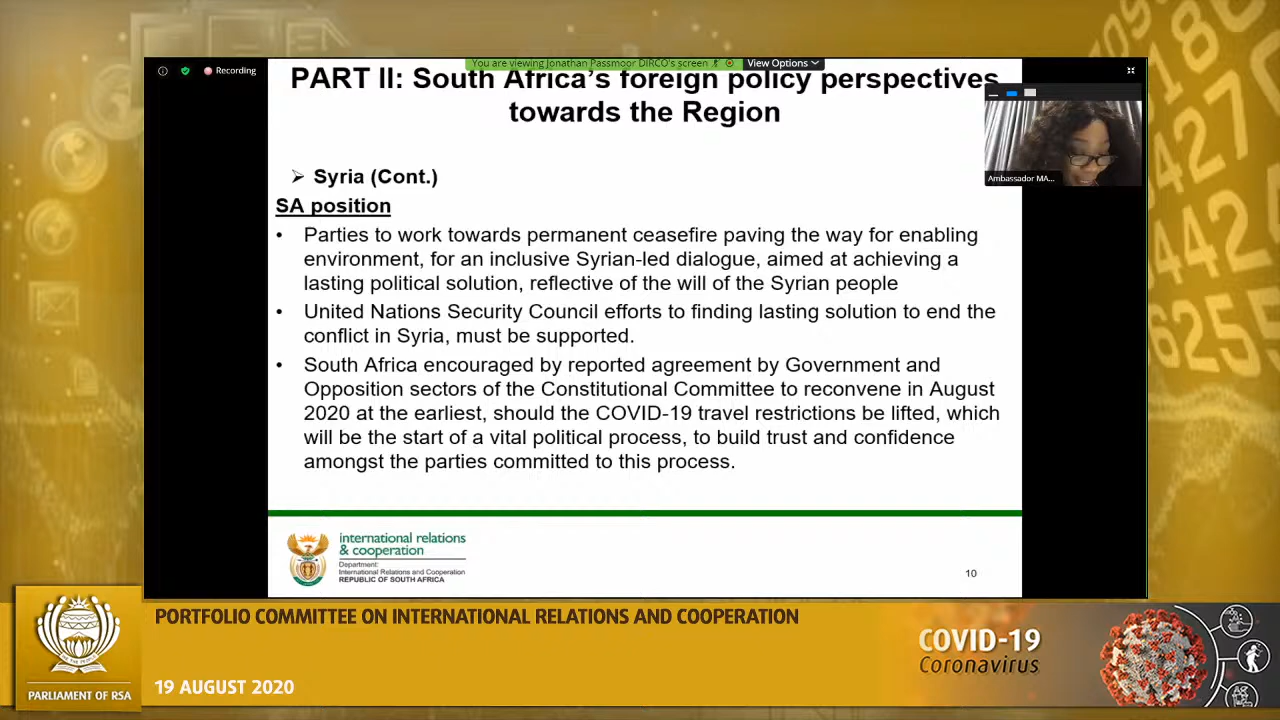 Recording
You are viewing Jonathan Passmoor DIRCO's screen
View Options
PART II: South Africa's foreign policy perspectives
towards the Region
Ambassador MA...
➢ Syria (Cont.)
SA position
• Parties to work towards permanent ceasefire paving the way for enabling
environment, for an inclusive Syrian-led dialogue, aimed at achieving a
lasting political solution, reflective of the will of the Syrian people
• United Nations Security Council efforts to finding lasting solution to end the
conflict in Syria, must be supported.
• South Africa encouraged by reported agreement by Government and
Opposition sectors of the Constitutional Committee to reconvene in August
2020 at the earliest, should the COVID-19 travel restrictions be lifted, which
will be the start of a vital political process, to build trust and confidence
amongst the parties committed to this process.
international relations
& cooperation
Department:
International Relations and Cooperation
REPUBLIC OF SOUTH AFRICA
10
PORTFOLIO COMMITTEE ON INTERNATIONAL RELATIONS AND COOPERATION
COVID-19
Coronavirus
PARLIAMENT OF RSA
19 AUGUST 2020